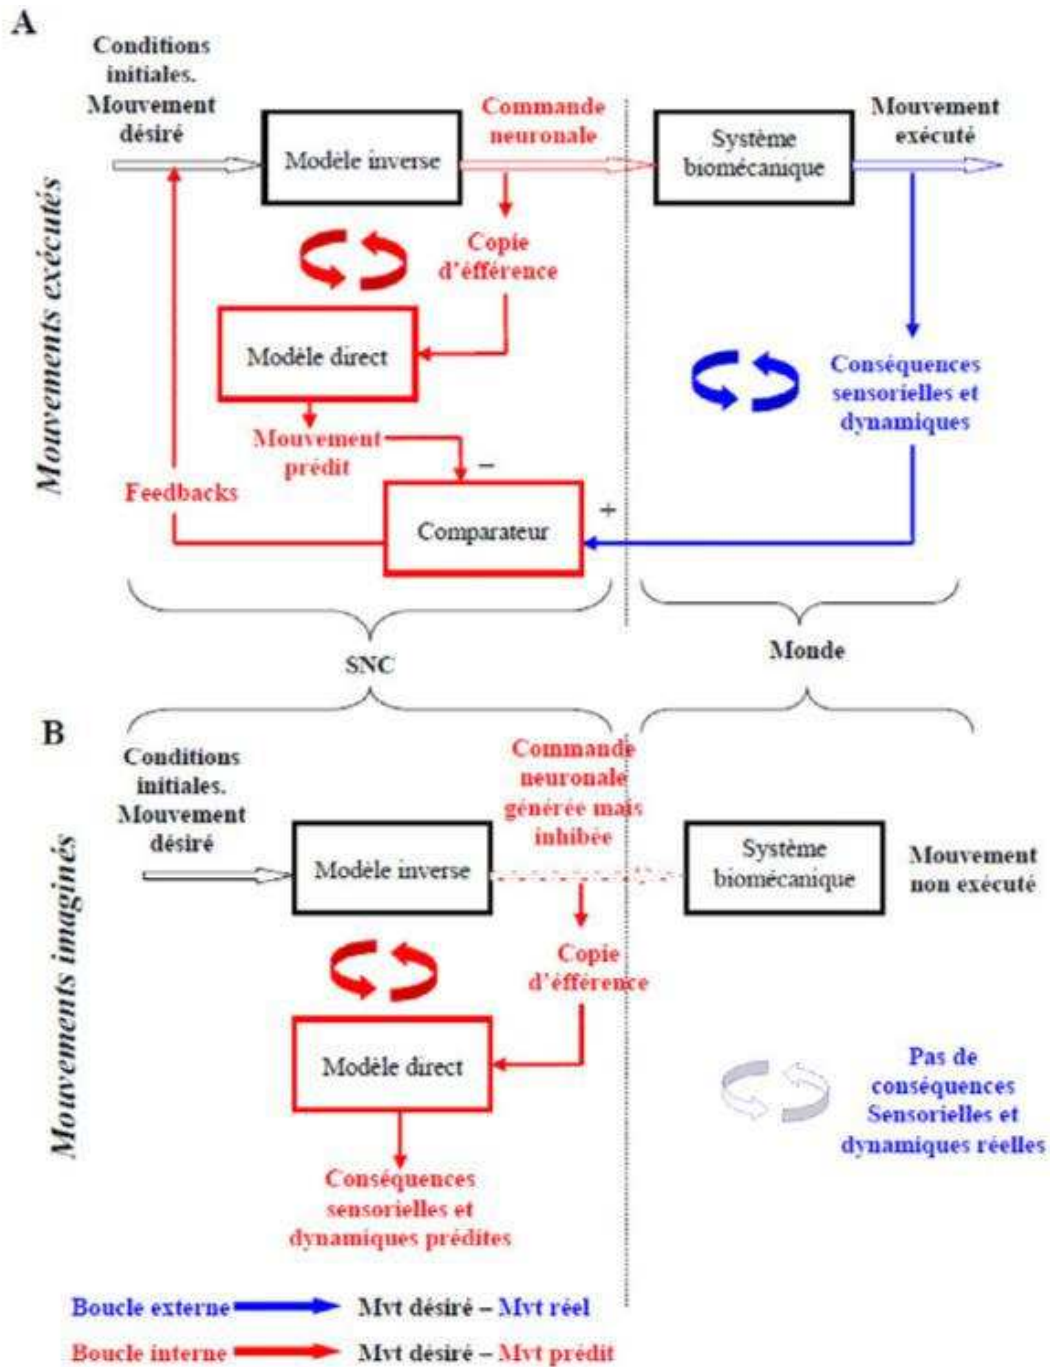 A
Conditions
initiales.
Mouvement
désiré
Modèle inverse
Commande
neuronale
Système
biomécanique
Mouvement
exécuté
Mouvements exécutés
Copie
d'éfférence
Modèle direct
Conséquences
sensorielles et
dynamiques
Mouvement
prédit
−
Feedbacks
+
Comparateur
SNC
Monde
B
Conditions
initiales.
Mouvement
désiré
Commande
neuronale
générée mais
inhibée
Modèle inverse
Système
biomécanique
Mouvement
non exécuté
Mouvements imaginés
Copie
d'éfférence
Modèle direct
Pas de
conséquences
Sensorielles et
dynamiques réelles
Conséquences
sensorielles et
dynamiques prédites
Boucle externe Mvt désiré – Mvt réel
Boucle interne Mvt désiré – Mvt prédit